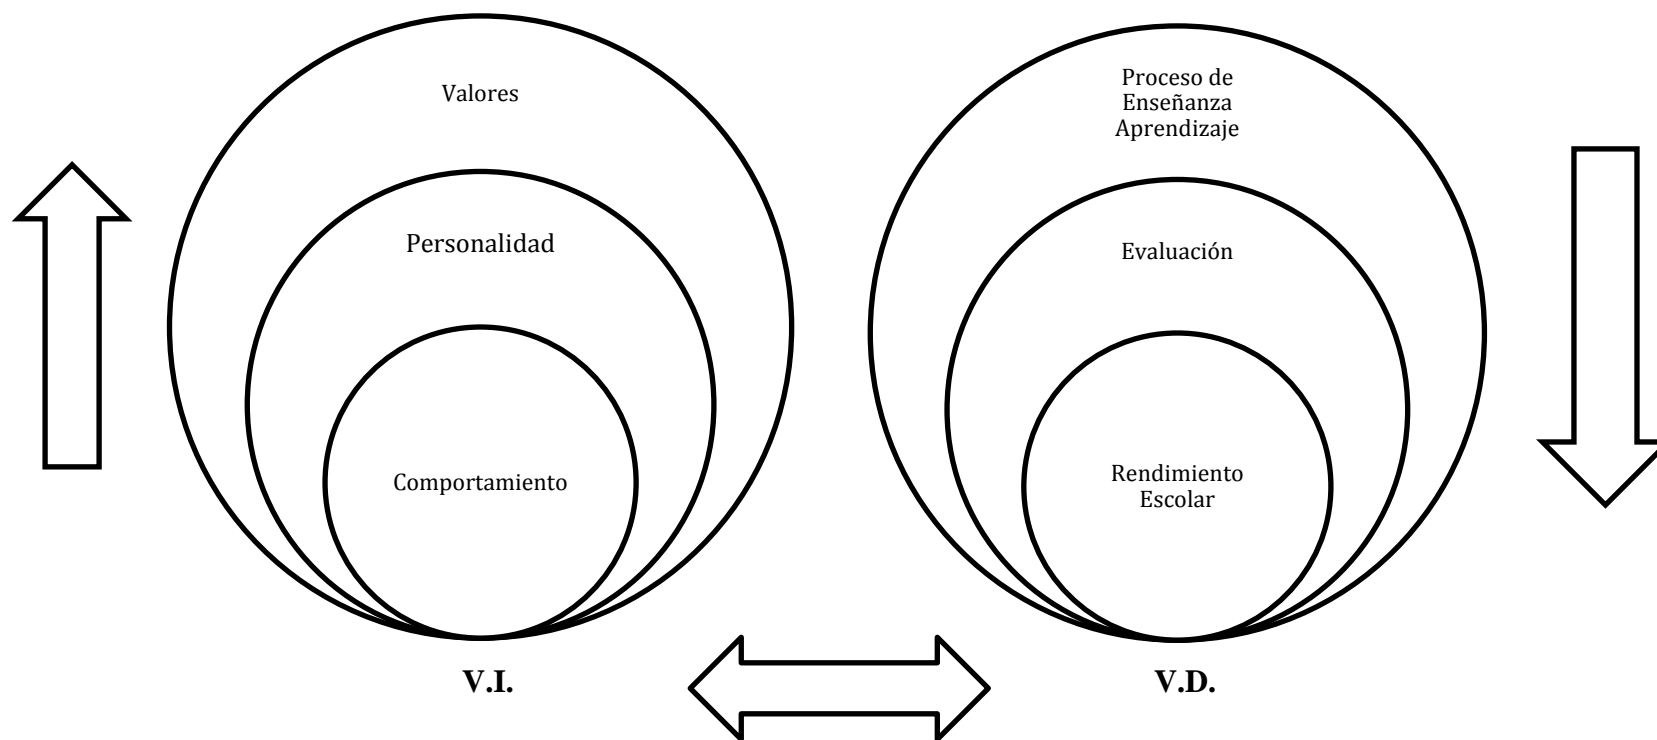 Valores
Personalidad
Comportamiento
V.I.
Proceso de
Enseñanza
Aprendizaje
Evaluación
Rendimiento
Escolar
V.D.